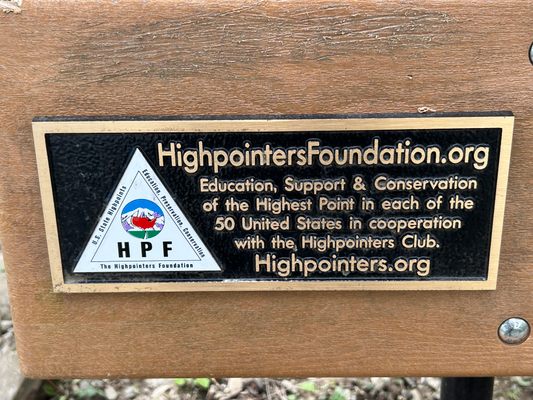 HighpointersFoundation.org
Education, Support & Conservation
of the Highest Point in each of the
50 United States in cooperation
with the Highpointers Club.
Highpointers.org
U.S. State Highpoints
Education, Preservation, Conservation
HPF
The Highpointers Foundation